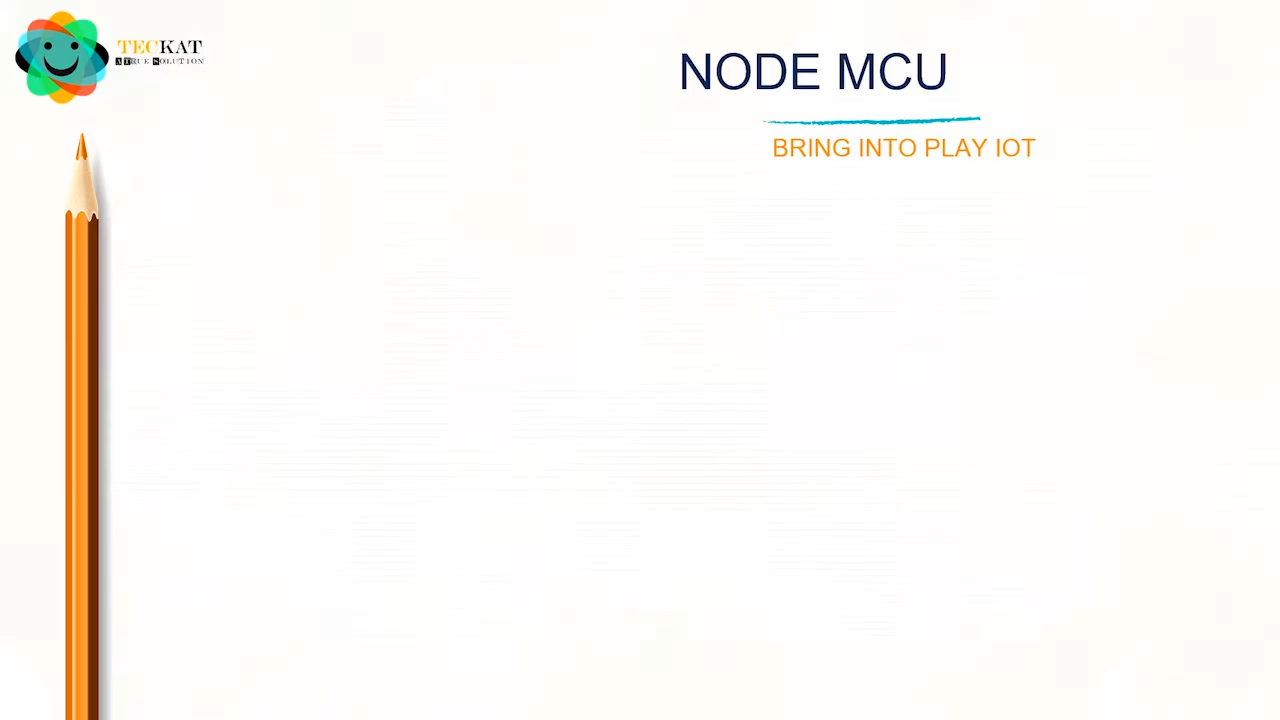 TECKAT
A TRUE SOLUTION
NODE MCU
BRING INTO PLAY IOT